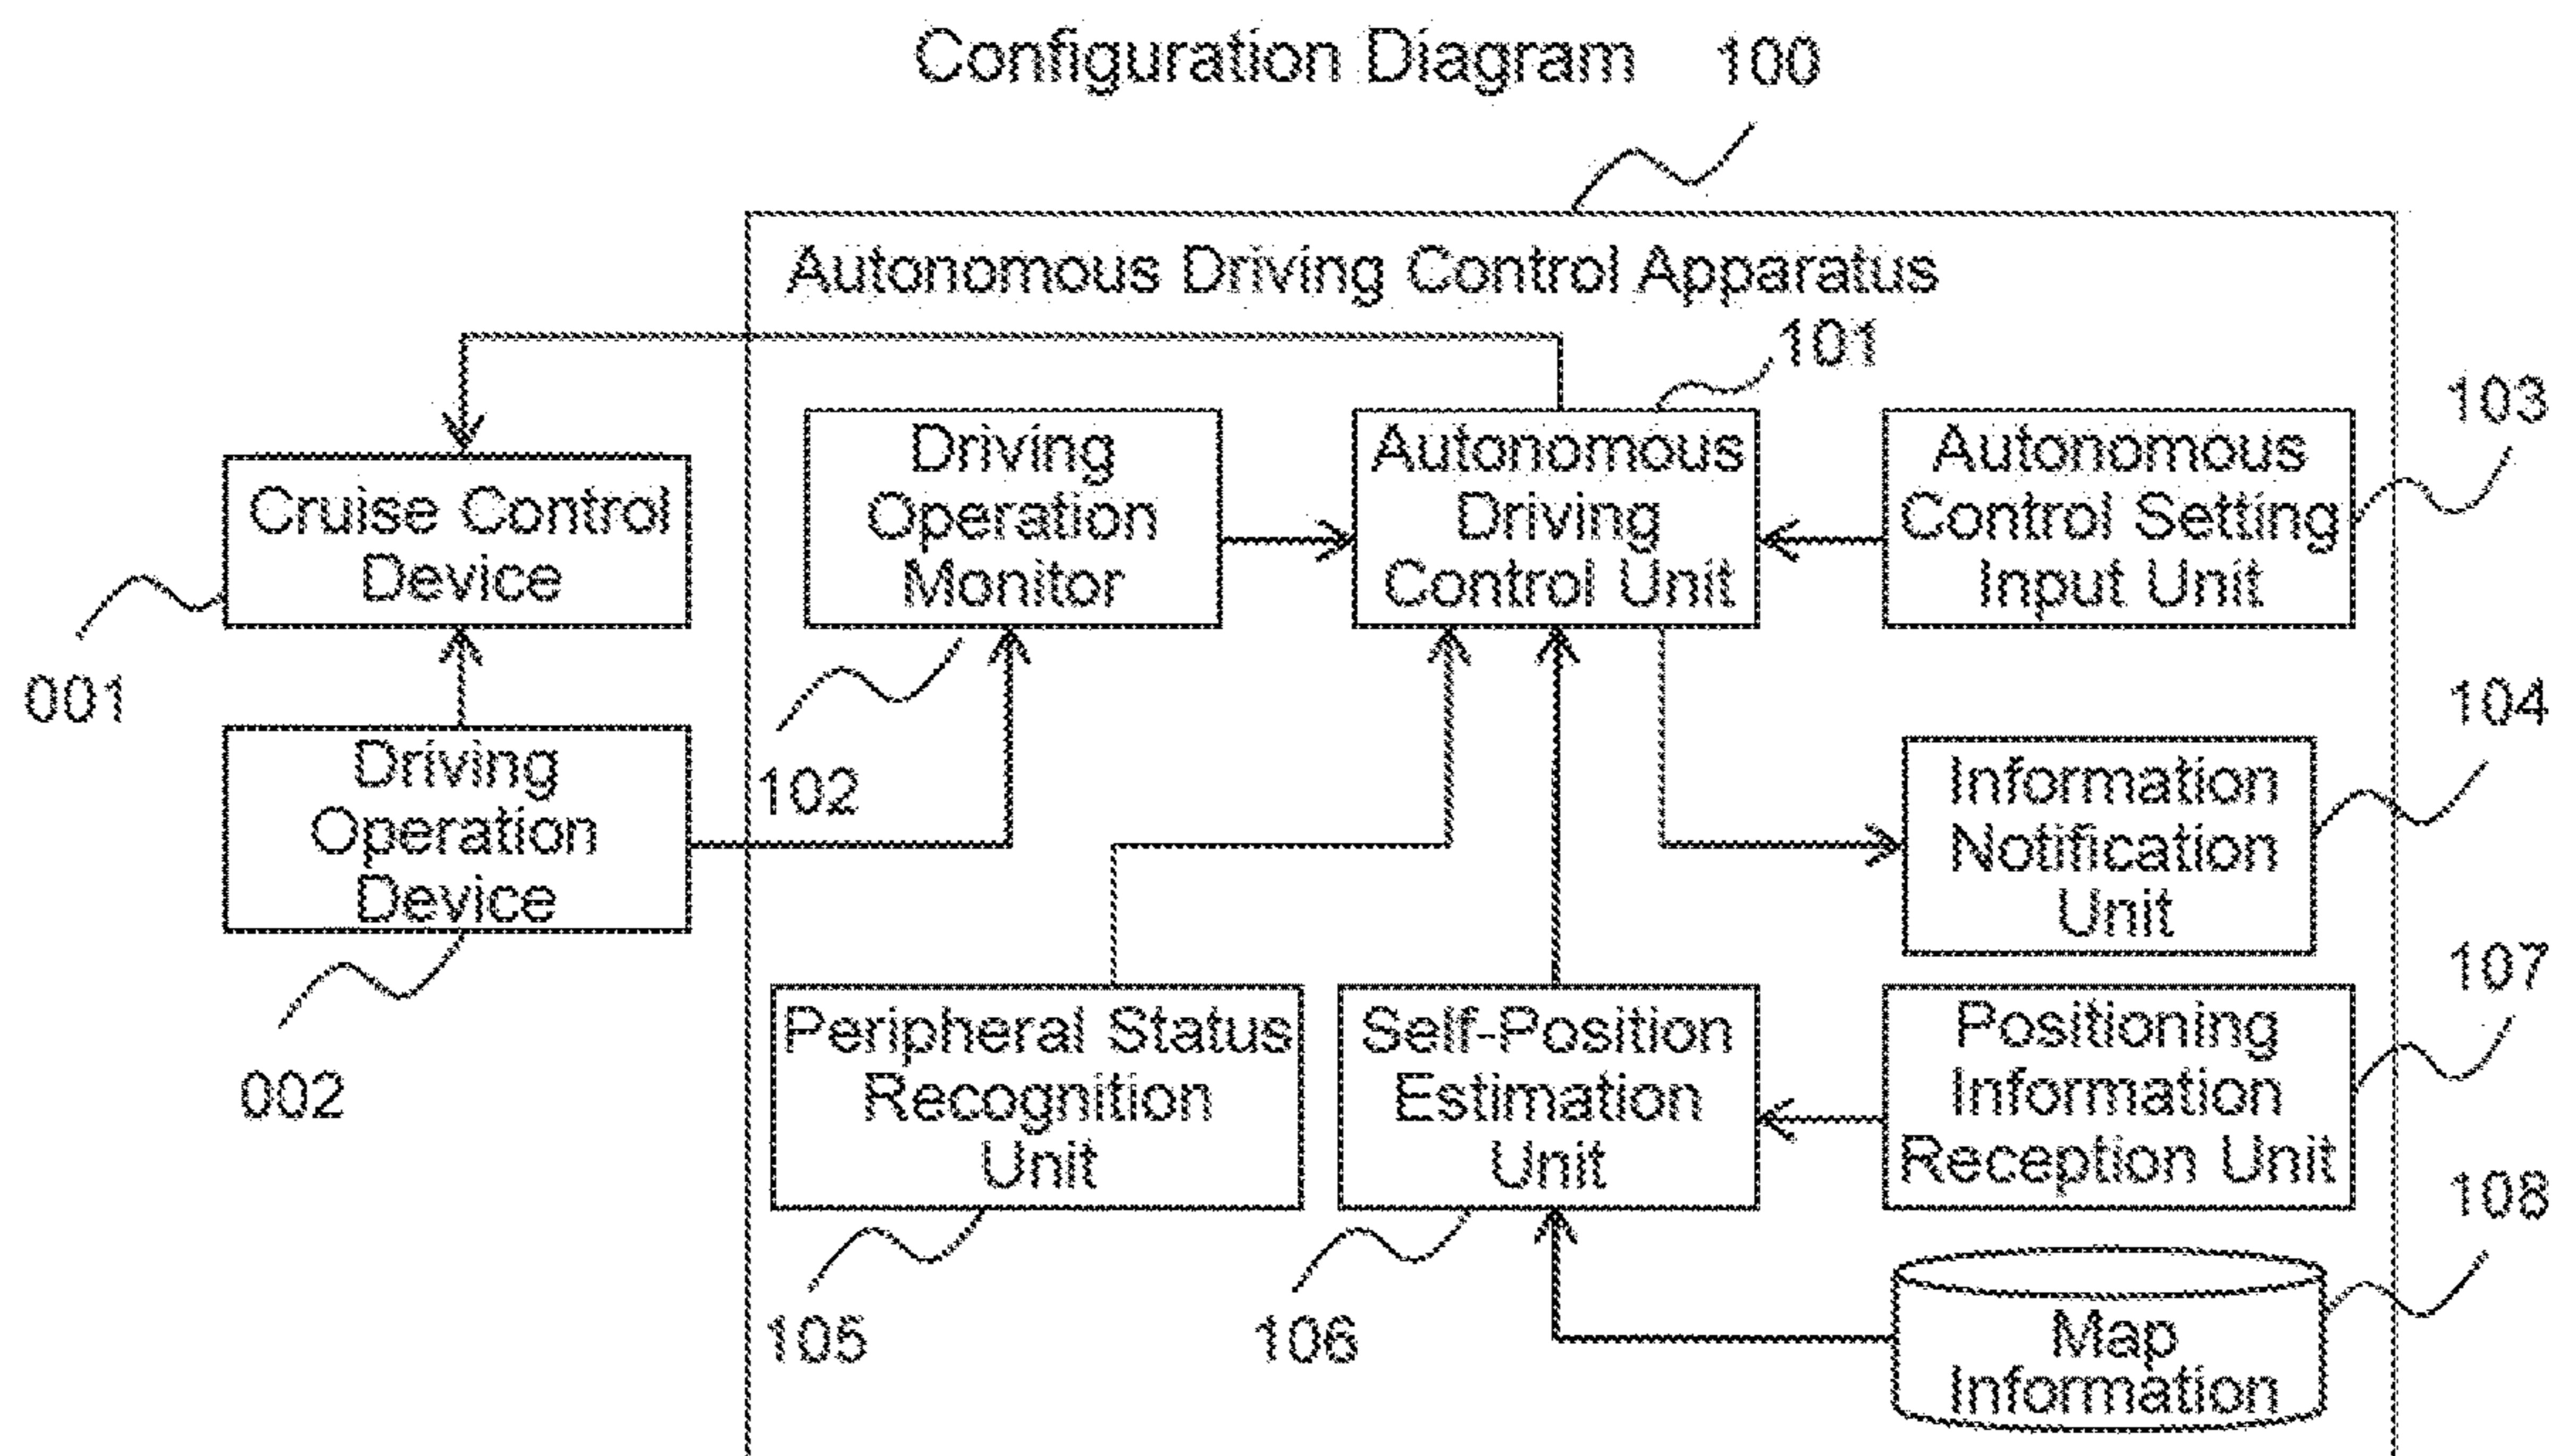 Configuration Diagram 100
Autonomous Driving Control Apparatus
101
103
Driving
Operation
Monitor
Autonomous
Driving
Control Unit
Autonomous
Control Setting
Input Unit
Cruise Control
Device
001
102
104
Driving
Operation
Device
002
Information
Notification
Unit
107
Peripheral Status
Recognition
Unit
Self-Position
Estimation
Unit
Positioning
Information
Reception Unit
108
105
106
Map
Information